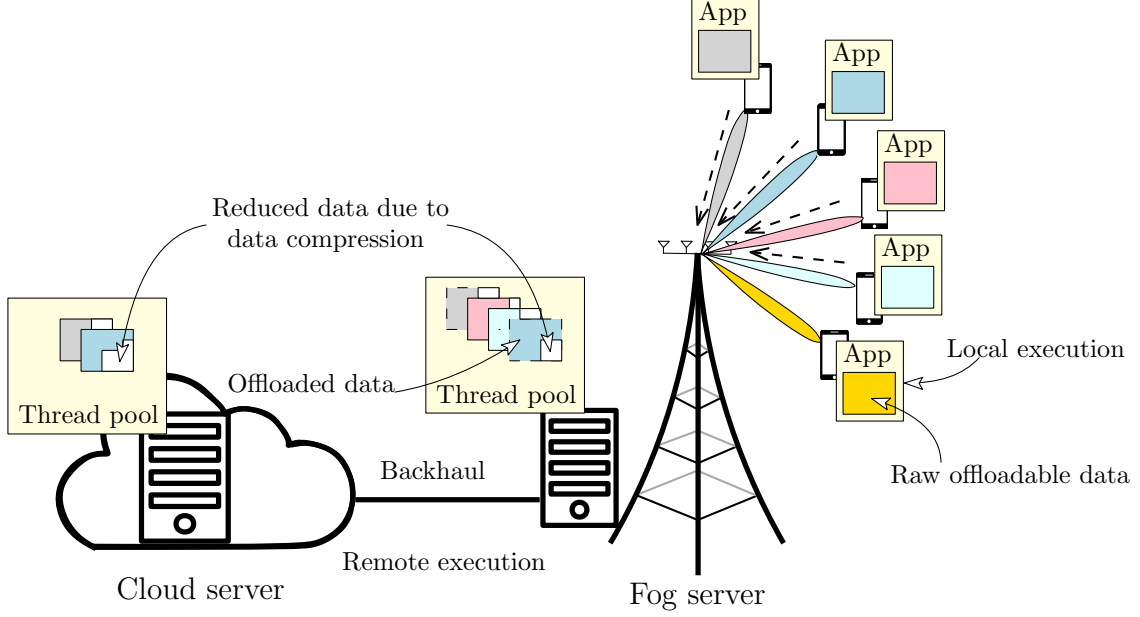 App
App
App
App
App
Reduced data due to
data compression
Offloaded data
Thread pool
Thread pool
Local execution
Raw offloadable data
Backhaul
Remote execution
Cloud server
Fog server